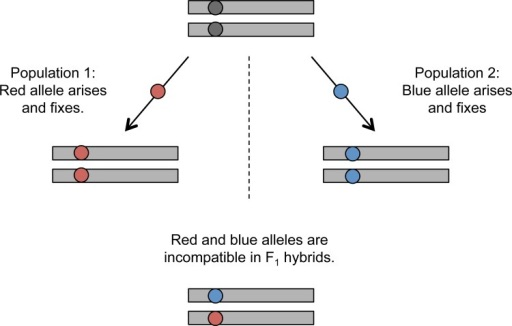 Population 1:
Red allele arises
and fixes.
Population 2:
Blue allele arises
and fixes
Red and blue alleles are
incompatible in F₁ hybrids.